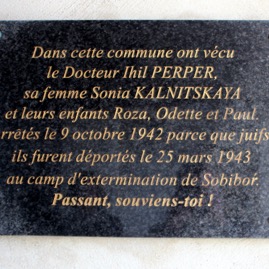 Dans cette commune ont vécu
le Docteur Ihil PERPER,
sa femme Sonia KALNITSKAYA
et leurs enfants Roza, Odette et Paul.
rrêtés le 9 octobre 1942 parce que juifs
ils furent déportés le 25 mars 1943
au camp d'extermination de Sobibor.
Passant, souviens-toi !